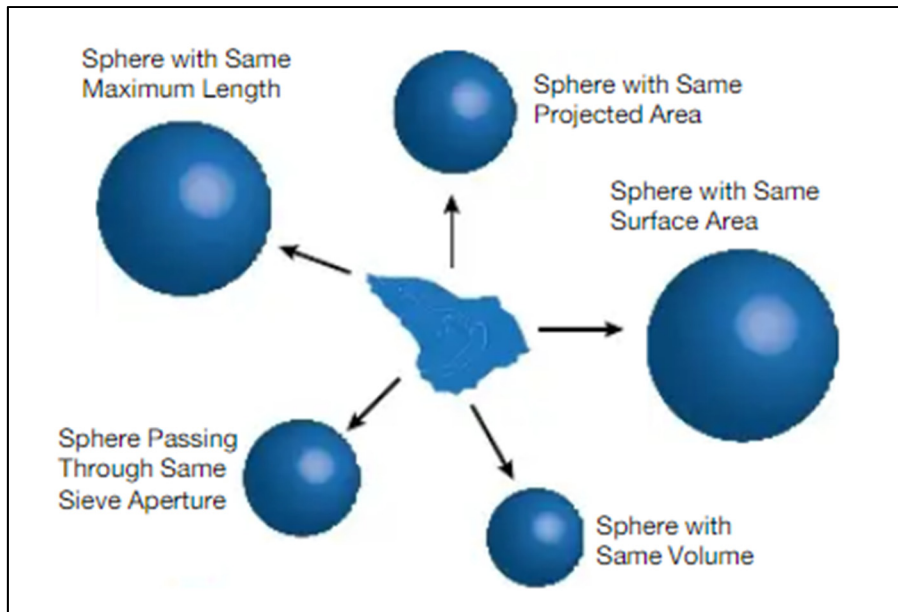 Sphere with Same
Maximum Length
Sphere with Same
Projected Area
Sphere with Same
Surface Area
Sphere Passing
Through Same
Sieve Aperture
Sphere with
Same Volume